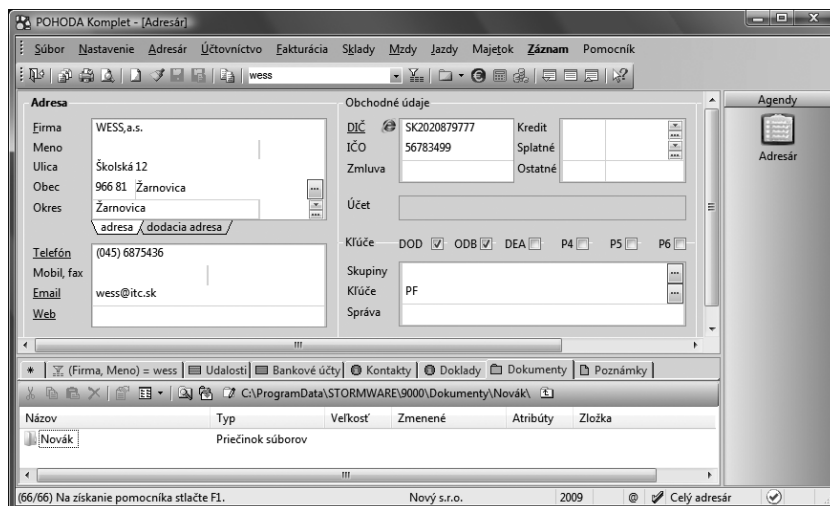 POHODA Komplet - [Adresár]
Súbor Nastavenie Adresár Účtovníctvo Fakturácia Sklady Mzdy Jazdy Majetok Záznam Pomocník
wess
Adresa
Firma WESS,a.s.
Meno
Ulica Školská 12
Obec 966 81 Žarnovica
Okres Žarnovica
adresa dodacia adresa
Telefón (045) 6875436
Mobil, fax
Email wess@itc.sk
Web
Obchodné údaje
DIČ SK2020879777 Kredit
IČO 56783499 Splatné
Zmluva Ostatné
Účet
Kľúče DOD ODB DEA P4 P5 P6
Skupiny
Kľúče PF
Správa
Agendy
Adresár
* (Firma, Meno) = wess Udalosti Bankové účty Kontakty Doklady Dokumenty Poznámky
C:\ProgramData\STORMWARE\9000\Dokumenty\Novák\
Názov Typ Veľkosť Zmenené Atribúty Zložka
Novák Priečinok súborov
(66/66) Na získanie pomocníka stlačte F1. Nový s.r.o. 2009 @ Celý adresár